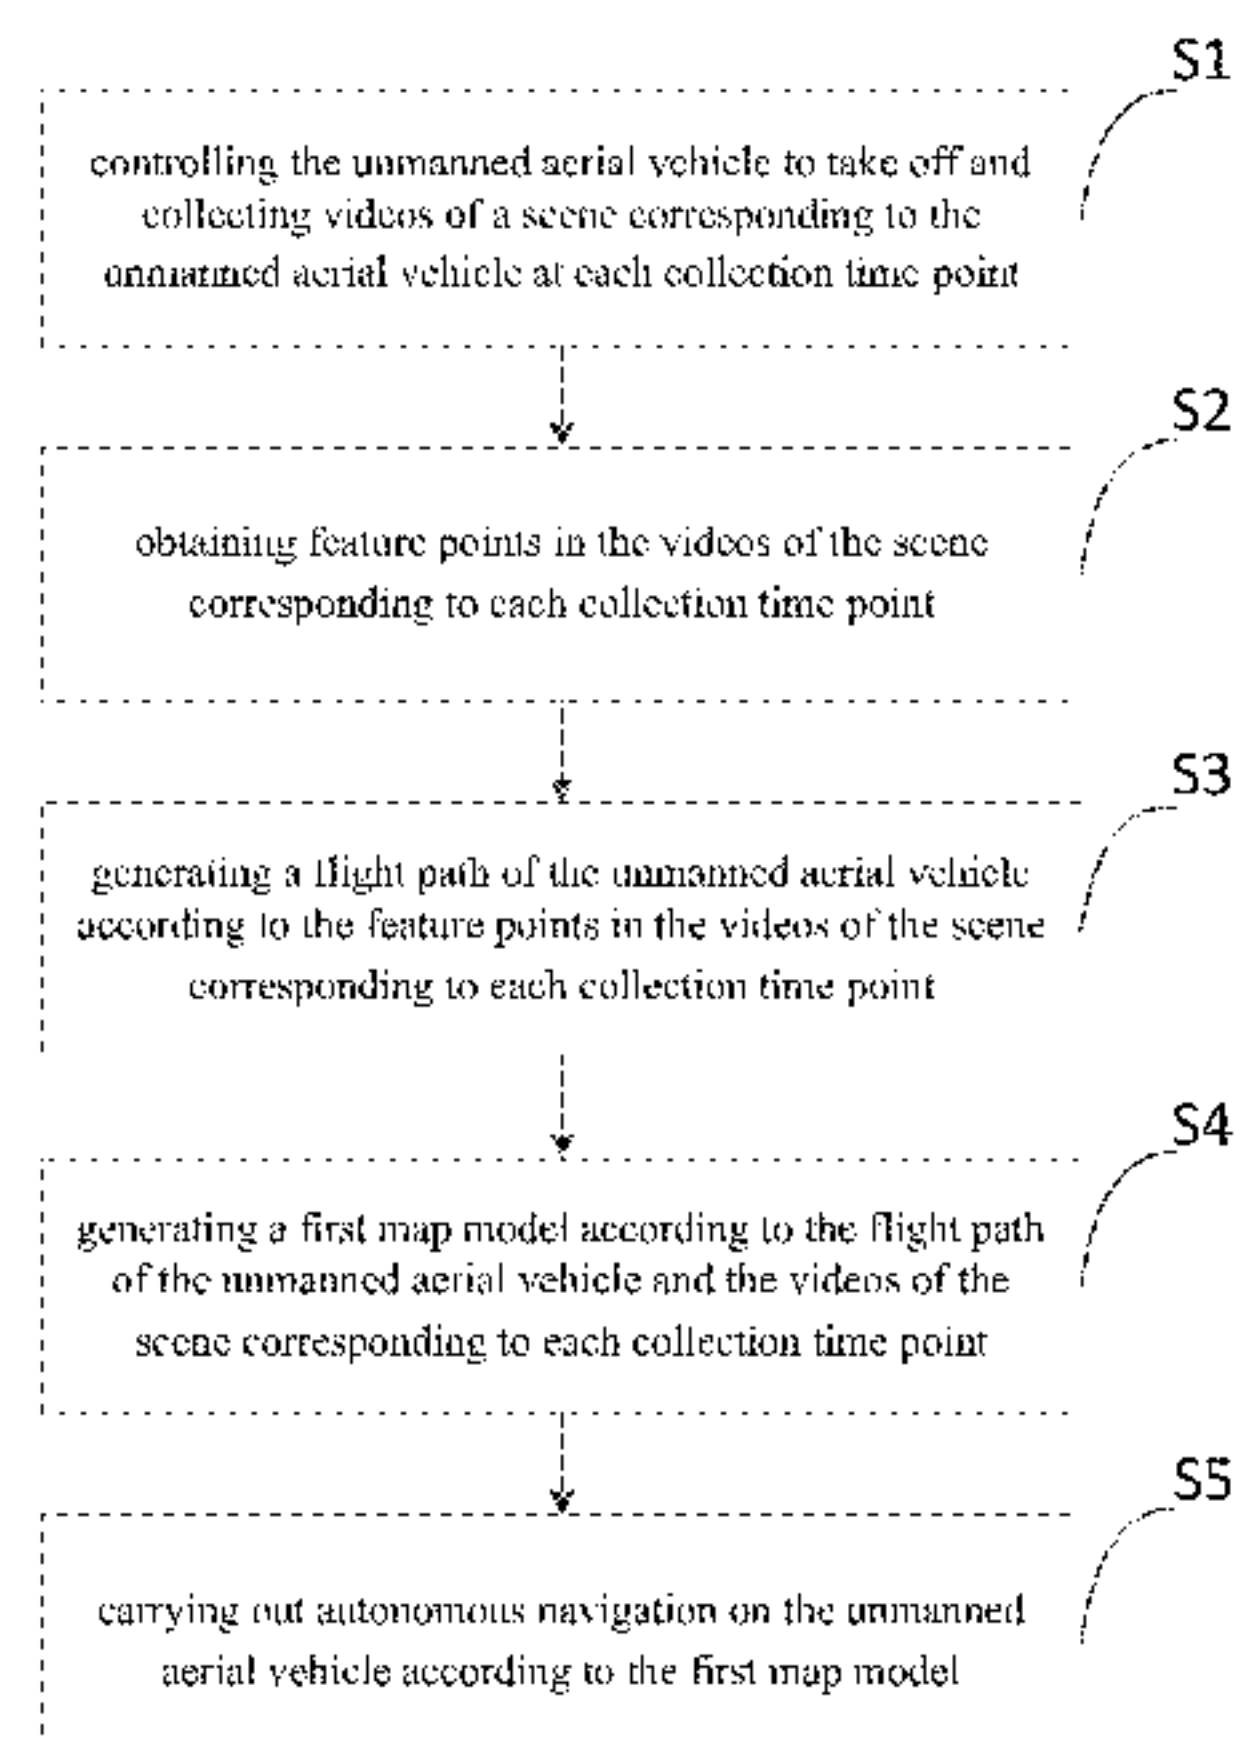 S1
controlling the unmanned aerial vehicle to take off and
collecting videos of a scene corresponding to the
unmanned aerial vehicle at each collection time point
S2
obtaining feature points in the videos of the scene
corresponding to each collection time point
S3
generating a flight path of the unmanned aerial vehicle
according to the feature points in the videos of the scene
corresponding to each collection time point
S4
generating a first map model according to the flight path
of the unmanned aerial vehicle and the videos of the
scene corresponding to each collection time point
S5
carrying out autonomous navigation on the unmanned
aerial vehicle according to the first map model